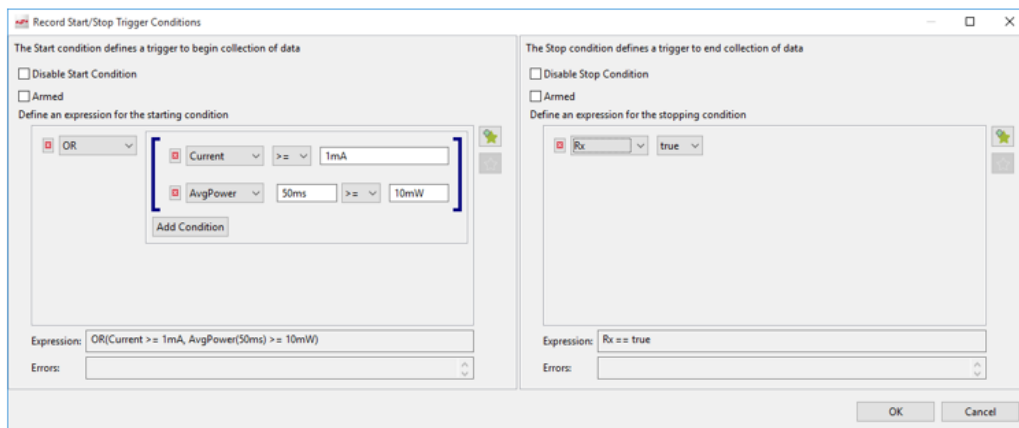 Record Start/Stop Trigger Conditions
The Start condition defines a trigger to begin collection of data
Disable Start Condition
Armed
Define an expression for the starting condition
OR
Current >= 1mA
AvgPower 50ms >= 10mW
Add Condition
Expression: OR(Current >= 1mA, AvgPower(50ms) >= 10mW)
Errors:
The Stop condition defines a trigger to end collection of data
Disable Stop Condition
Armed
Define an expression for the stopping condition
Rx true
Expression: Rx == true
Errors:
OK Cancel